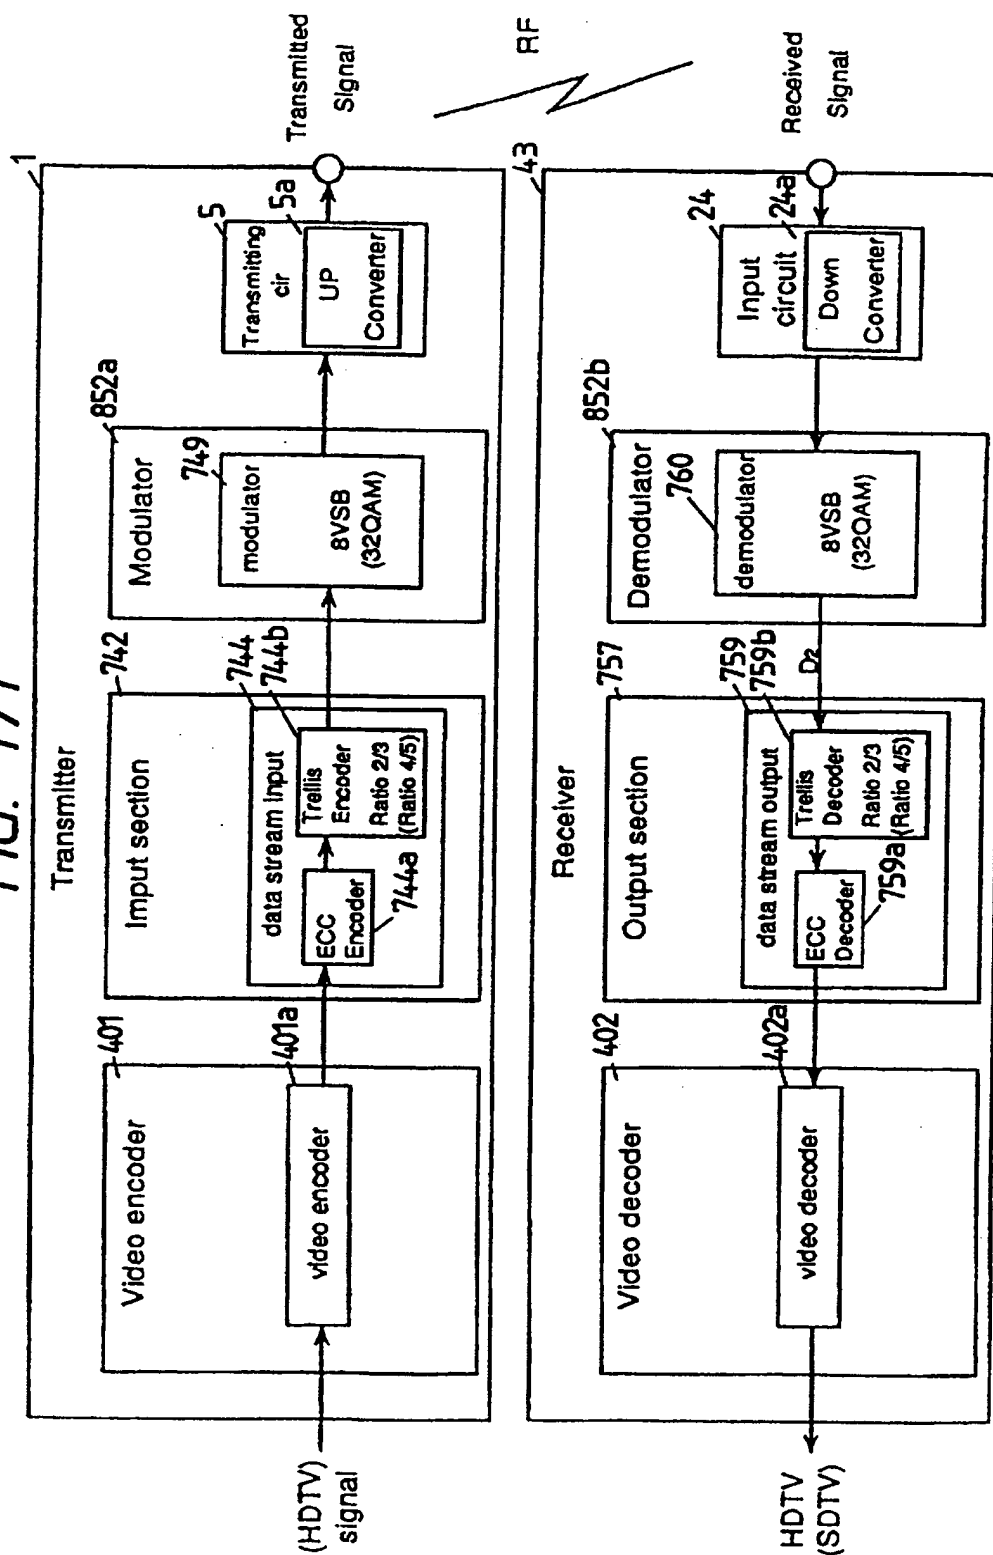 FIG. 171
Transmitter
1
Video encoder
401
video encoder
401a
(HDTV)
signal
Input section
742
data stream input
744
744b
ECC
Encoder
744a
Trellis
Encoder
Ratio 2/3
(Ratio 4/5)
Modulator
852a
modulator
749
8VSB
(32QAM)
Transmitting
cir
5
5a
UP
Converter
Transmitted
Signal
RF
Receiver
43
Video decoder
402
video decoder
402a
HDTV
(SDTV)
Output section
757
data stream output
759
759b
ECC
Decoder
759a
Trellis
Decoder
Ratio 2/3
(Ratio 4/5)
D2
Demodulator
852b
demodulator
760
8VSB
(32QAM)
Input
circuit
24
24a
Down
Converter
Received
Signal